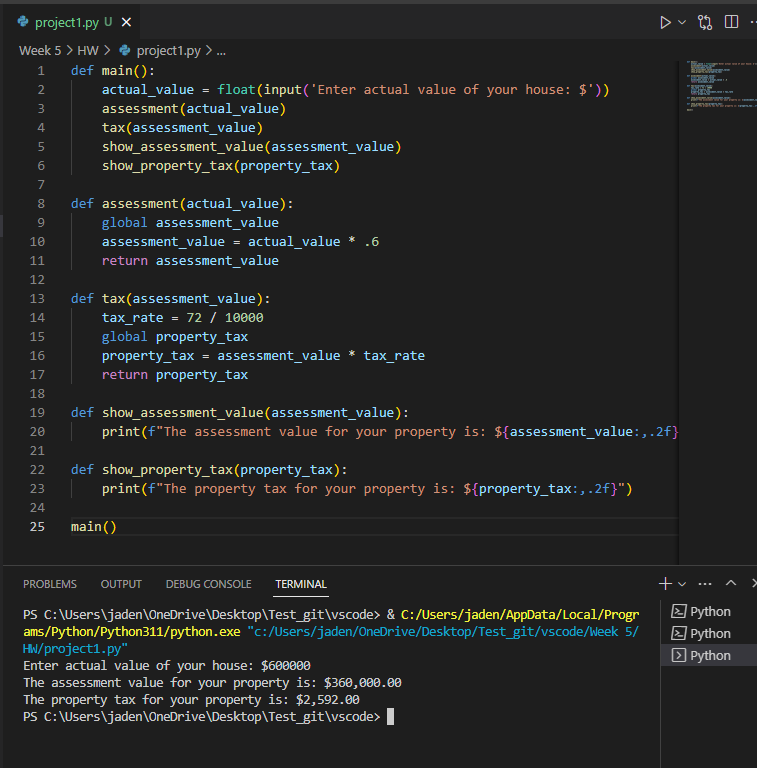 project1.py U
Week 5 > HW > project1.py > ...
1 def main():
2     actual_value = float(input('Enter actual value of your house: $'))
3     assessment(actual_value)
4     tax(assessment_value)
5     show_assessment_value(assessment_value)
6     show_property_tax(property_tax)
7
8 def assessment(actual_value):
9     global assessment_value
10     assessment_value = actual_value * .6
11     return assessment_value
12
13 def tax(assessment_value):
14     tax_rate = 72 / 10000
15     global property_tax
16     property_tax = assessment_value * tax_rate
17     return property_tax
18
19 def show_assessment_value(assessment_value):
20     print(f"The assessment value for your property is: ${assessment_value:,.2f}
21
22 def show_property_tax(property_tax):
23     print(f"The property tax for your property is: ${property_tax:,.2f}")
24
25 main()
PROBLEMS OUTPUT DEBUG CONSOLE TERMINAL
PS C:\Users\jaden\OneDrive\Desktop\Test_git\vscode> & C:/Users/jaden/AppData/Local/Progr
ams/Python/Python311/python.exe "c:/Users/jaden/OneDrive/Desktop/Test_git/vscode/Week 5/
HW/project1.py"
Enter actual value of your house: $600000
The assessment value for your property is: $360,000.00
The property tax for your property is: $2,592.00
PS C:\Users\jaden\OneDrive\Desktop\Test_git\vscode>
Python
Python
Python